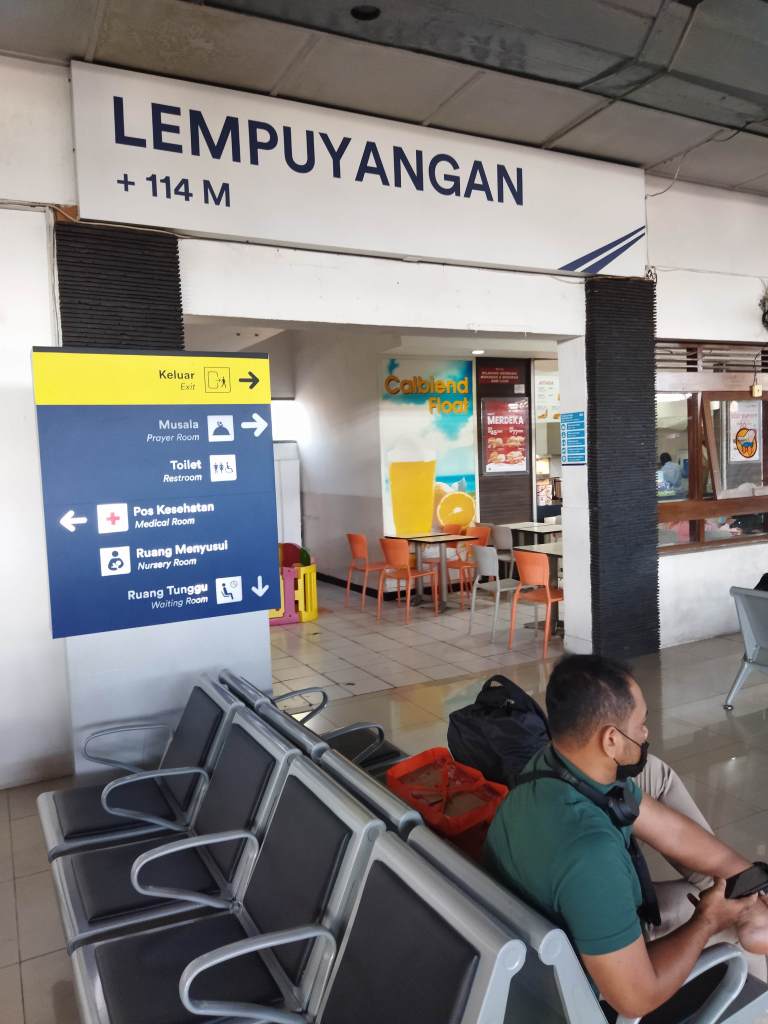 LEMPUYANGAN
+ 114 M
Keluar
Exit
Musala
Prayer Room
Toilet
Restroom
Pos Kesehatan
Medical Room
Ruang Menyusui
Nursery Room
Ruang Tunggu
Waiting Room
Calblend
Float
MERDEKA